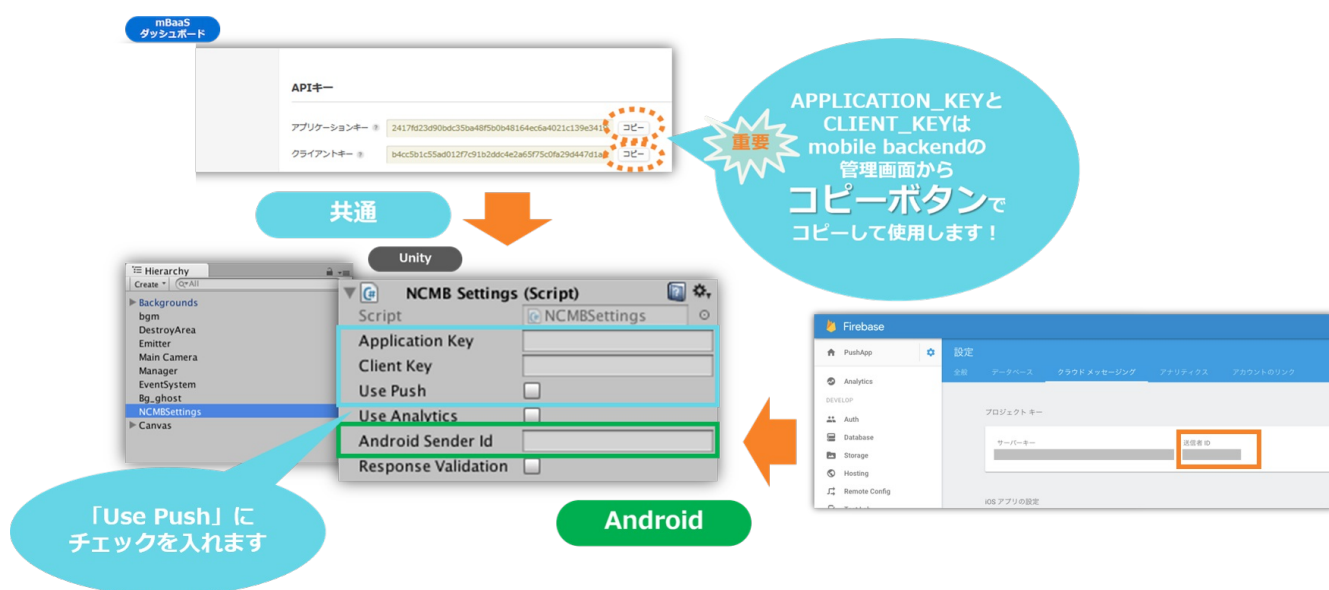 mBaaS
ダッシュボード
APIキー
アプリケーションキー
2417fd23d90bdc35ba48f5b0b48164ec6a4021c139e341
コピー
クライアントキー
b4cc5b1c55ad012f7c91b2ddc4e2a65f75c0fa29d447d1a
コピー
重要
APPLICATION_KEYと
CLIENT_KEYは
mobile backendの
管理画面から
コピーボタンで
コピーして使用します！
共通
Unity
Hierarchy
Create
Q▾All
Backgrounds
bgm
DestroyArea
Emitter
Main Camera
Manager
EventSystem
Bg_ghost
NCMBSettings
Canvas
NCMB Settings (Script)
Script
NCMBSettings
Application Key
Client Key
Use Push
Use Analytics
Android Sender Id
Response Validation
「Use Push」に
チェックを入れます
Android
Firebase
PushApp
設定
全般 データベース クラウド メッセージング アナリティクス アカウントのリンク
Analytics
DEVELOP
Auth
Database
Storage
Hosting
Remote Config
プロジェクト キー
サーバーキー
送信者 ID
iOS アプリの設定